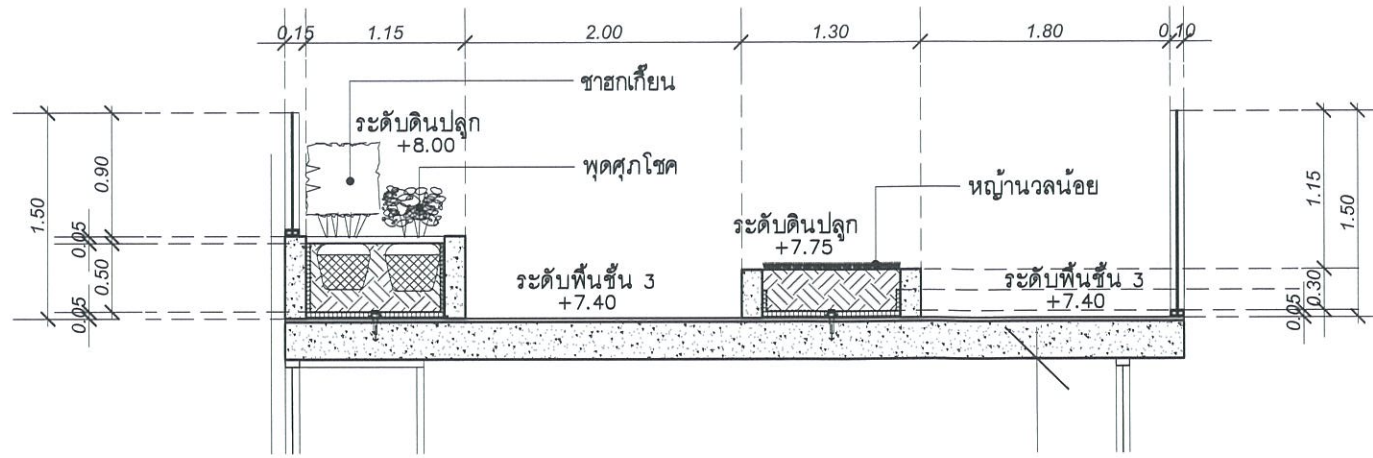 0.15 1.15 2.00 1.30 1.80 0.10
ชาฮกเกี้ยน
ระดับดินปลูก
+8.00
พุดศุภโชค
หญ้านวลน้อย
ระดับดินปลูก
+7.75
ระดับพื้นชั้น 3
+7.40
ระดับพื้นชั้น 3
+7.40
1.50
0.90
0.05
0.50
0.05
1.15
1.50
0.30
0.05